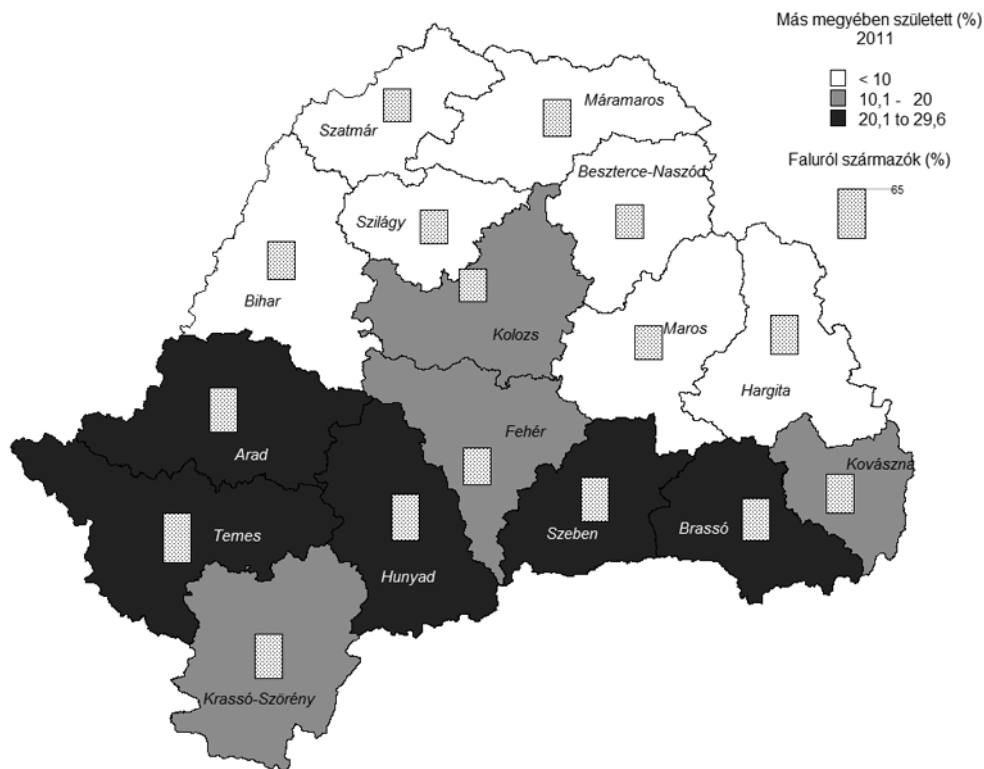 Más megyében született (%)
2011
< 10
10,1 - 20
20,1 to 29,6
Faluról származók (%)
65
Szatmár
Máramaros
Beszterce-Naszód
Szilágy
Bihar
Kolozs
Maros
Hargita
Fehér
Arad
Kovászna
Temes
Szeben
Brassó
Hunyad
Krassó-Szörény